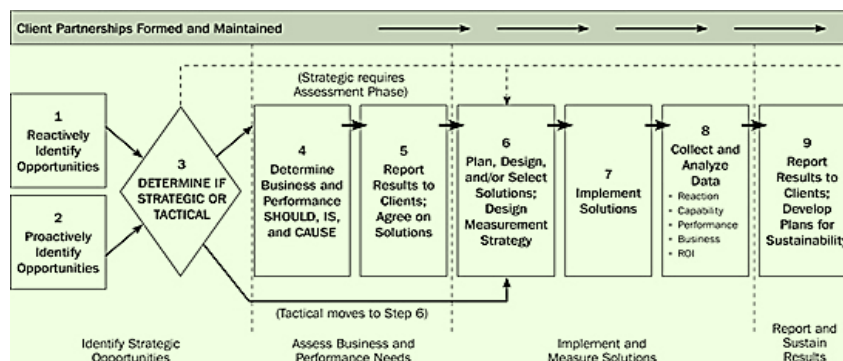 Client Partnerships Formed and Maintained
(Strategic requires
Assessment Phase)
1
Reactively
Identify
Opportunities
2
Proactively
Identify
Opportunities
3
DETERMINE IF
STRATEGIC OR
TACTICAL
4
Determine
Business and
Performance
SHOULD, IS,
and CAUSE
5
Report
Results to
Clients;
Agree on
Solutions
6
Plan, Design,
and/or Select
Solutions;
Design
Measurement
Strategy
7
Implement
Solutions
8
Collect and
Analyze
Data
• Reaction
• Capability
• Performance
• Business
• ROI
9
Report
Results to
Clients;
Develop
Plans for
Sustainability
(Tactical moves to Step 6)
Identify Strategic
Opportunities
Assess Business and
Performance Needs
Implement and
Measure Solutions
Report and
Sustain
Results